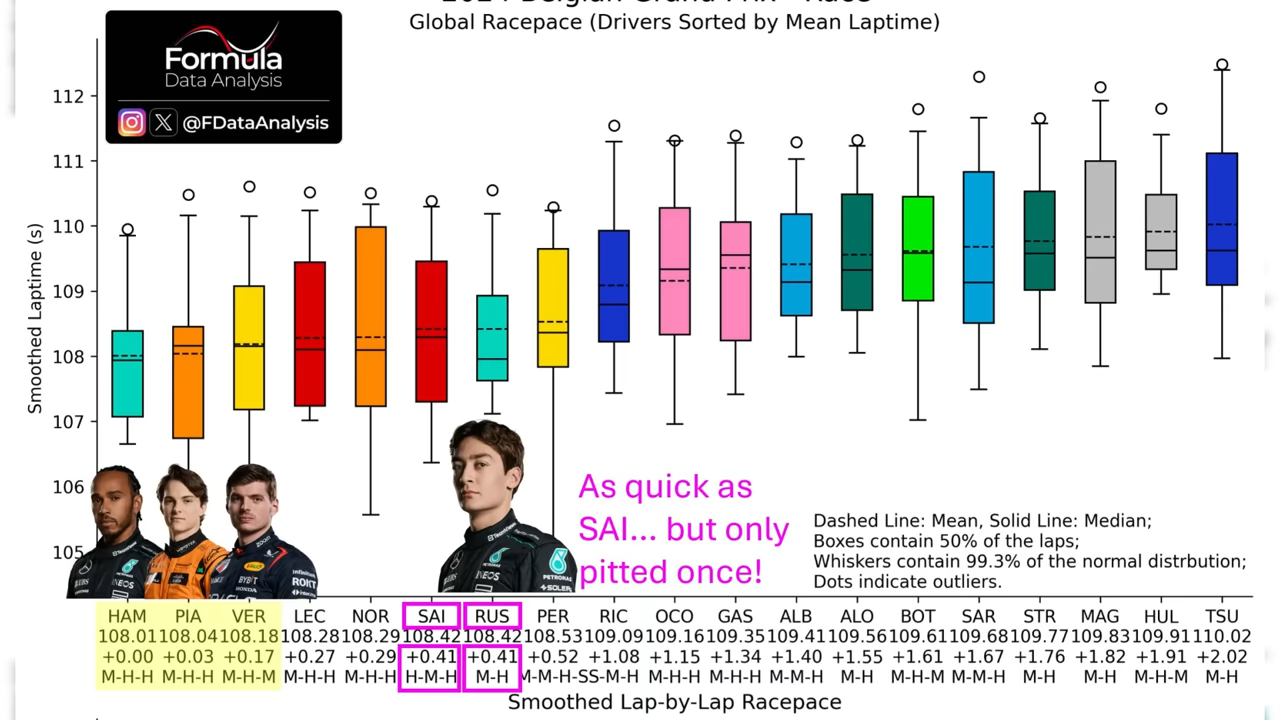 2024 Belgian Grand Prix - Race
Global Racepace (Drivers Sorted by Mean Laptime)
Formula
Data Analysis
@FDataAnalysis
Smoothed Laptime (s)
112
111
110
109
108
107
106
105
As quick as
SAI... but only
pitted once!
Dashed Line: Mean, Solid Line: Median;
Boxes contain 50% of the laps;
Whiskers contain 99.3% of the normal distrbution;
Dots indicate outliers.
HAM PIA VER LEC NOR SAI RUS PER RIC OCO GAS ALB ALO BOT SAR STR MAG HUL TSU
108.01 108.04 108.18 108.28 108.29 108.42 108.42 108.53 109.09 109.16 109.35 109.41 109.56 109.61 109.68 109.77 109.83 109.91 110.02
+0.00 +0.03 +0.17 +0.27 +0.29 +0.41 +0.41 +0.52 +1.08 +1.15 +1.34 +1.40 +1.55 +1.61 +1.67 +1.76 +1.82 +1.91 +2.02
M-H-H M-H-H M-H-M M-H-H M-H-H H-M-H M-H M-M-H-S S-M-H M-H-H M-H-H M-M-H M-H M-H-M M-M-H M-H M-H M-H-M M-H-H
Smoothed Lap-by-Lap Racepace